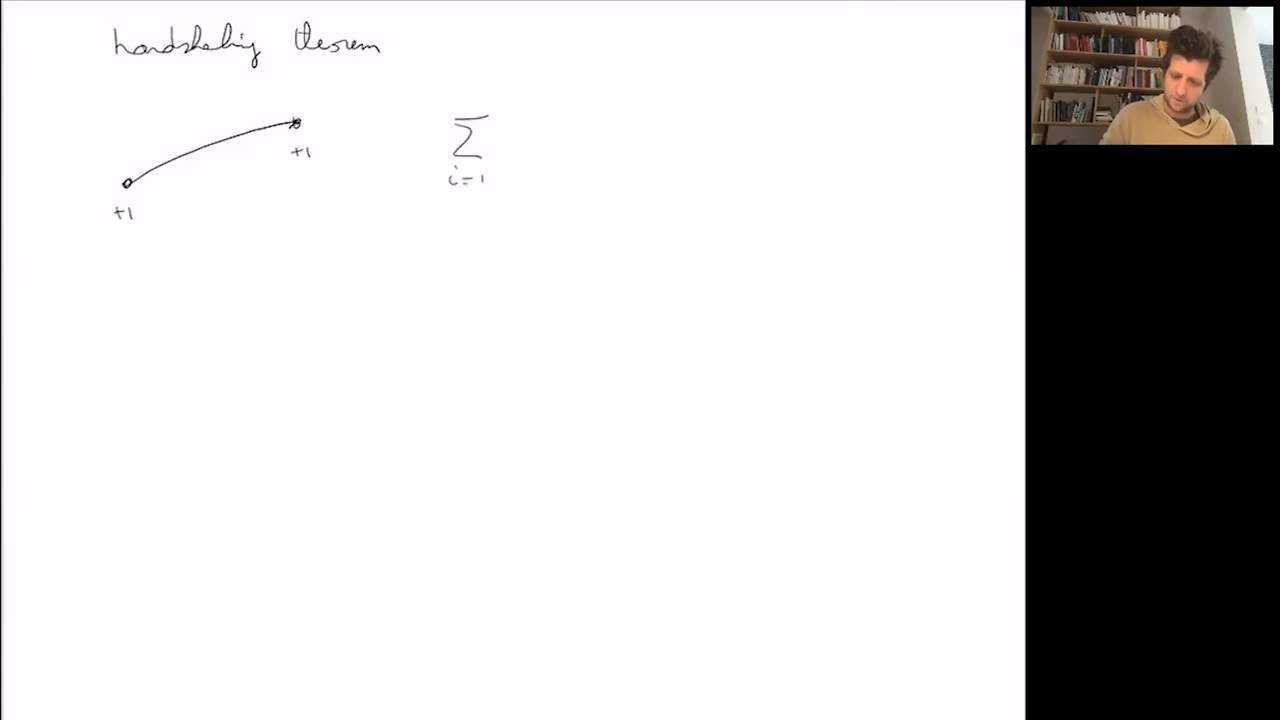 handshaking theorem
+1
+1
∑
i=1